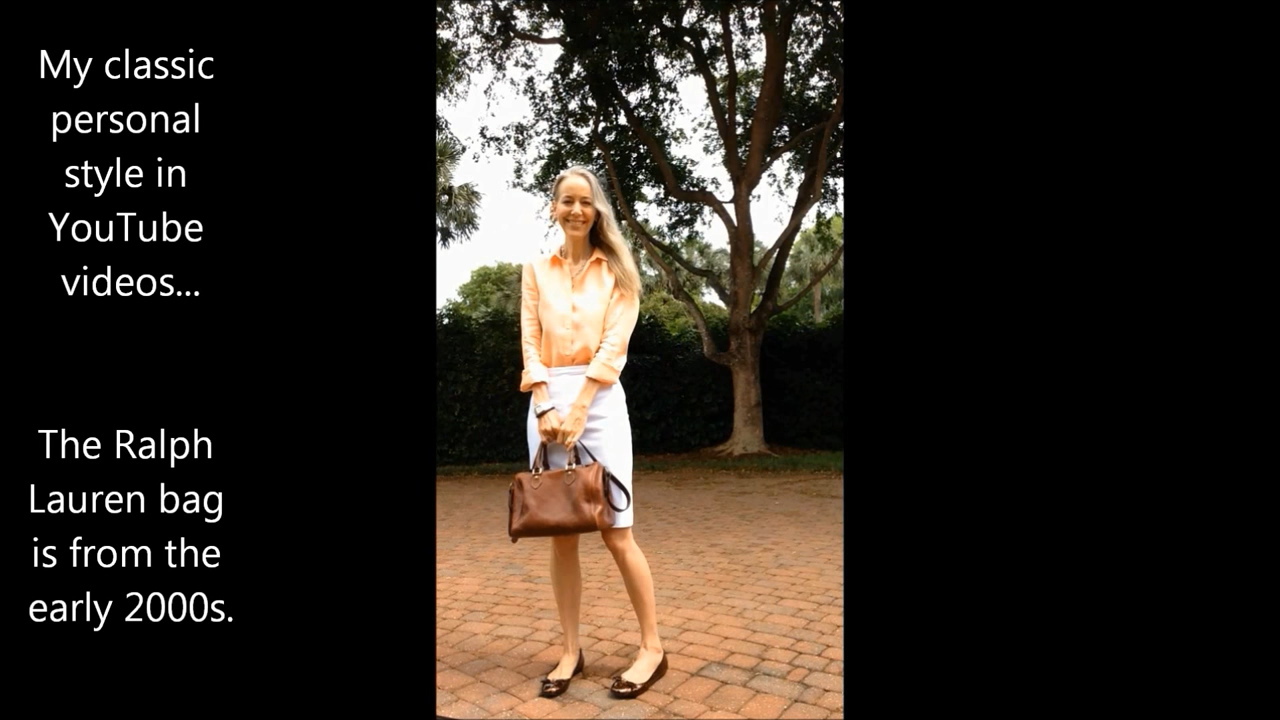 My classic
personal
style in
YouTube
videos...
The Ralph
Lauren bag
is from the
early 2000s.